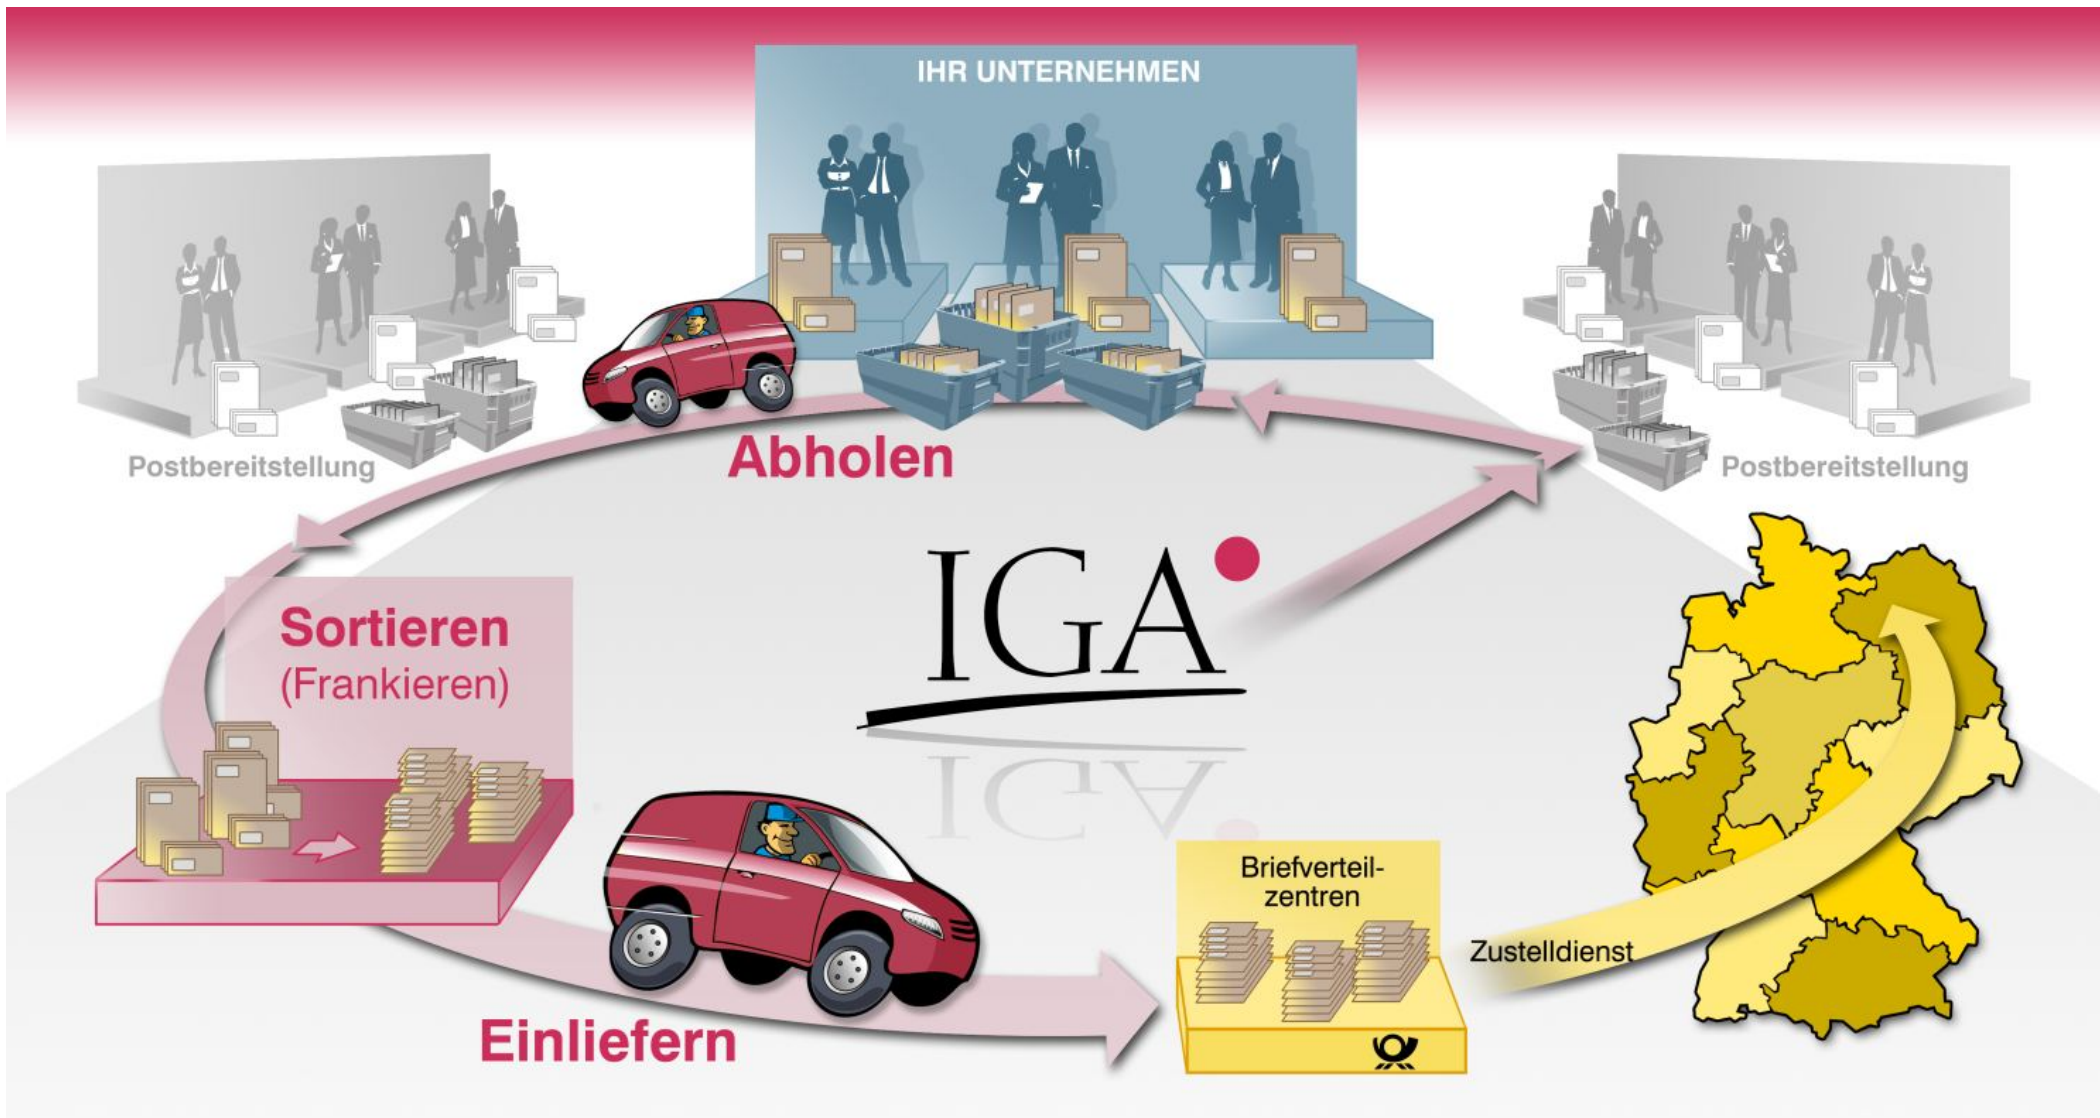 IHR UNTERNEHMEN
Postbereitstellung
Abholen
Postbereitstellung
IGA
Sortieren
(Frankieren)
Briefverteil-
zentren
Zustelldienst
Einliefern